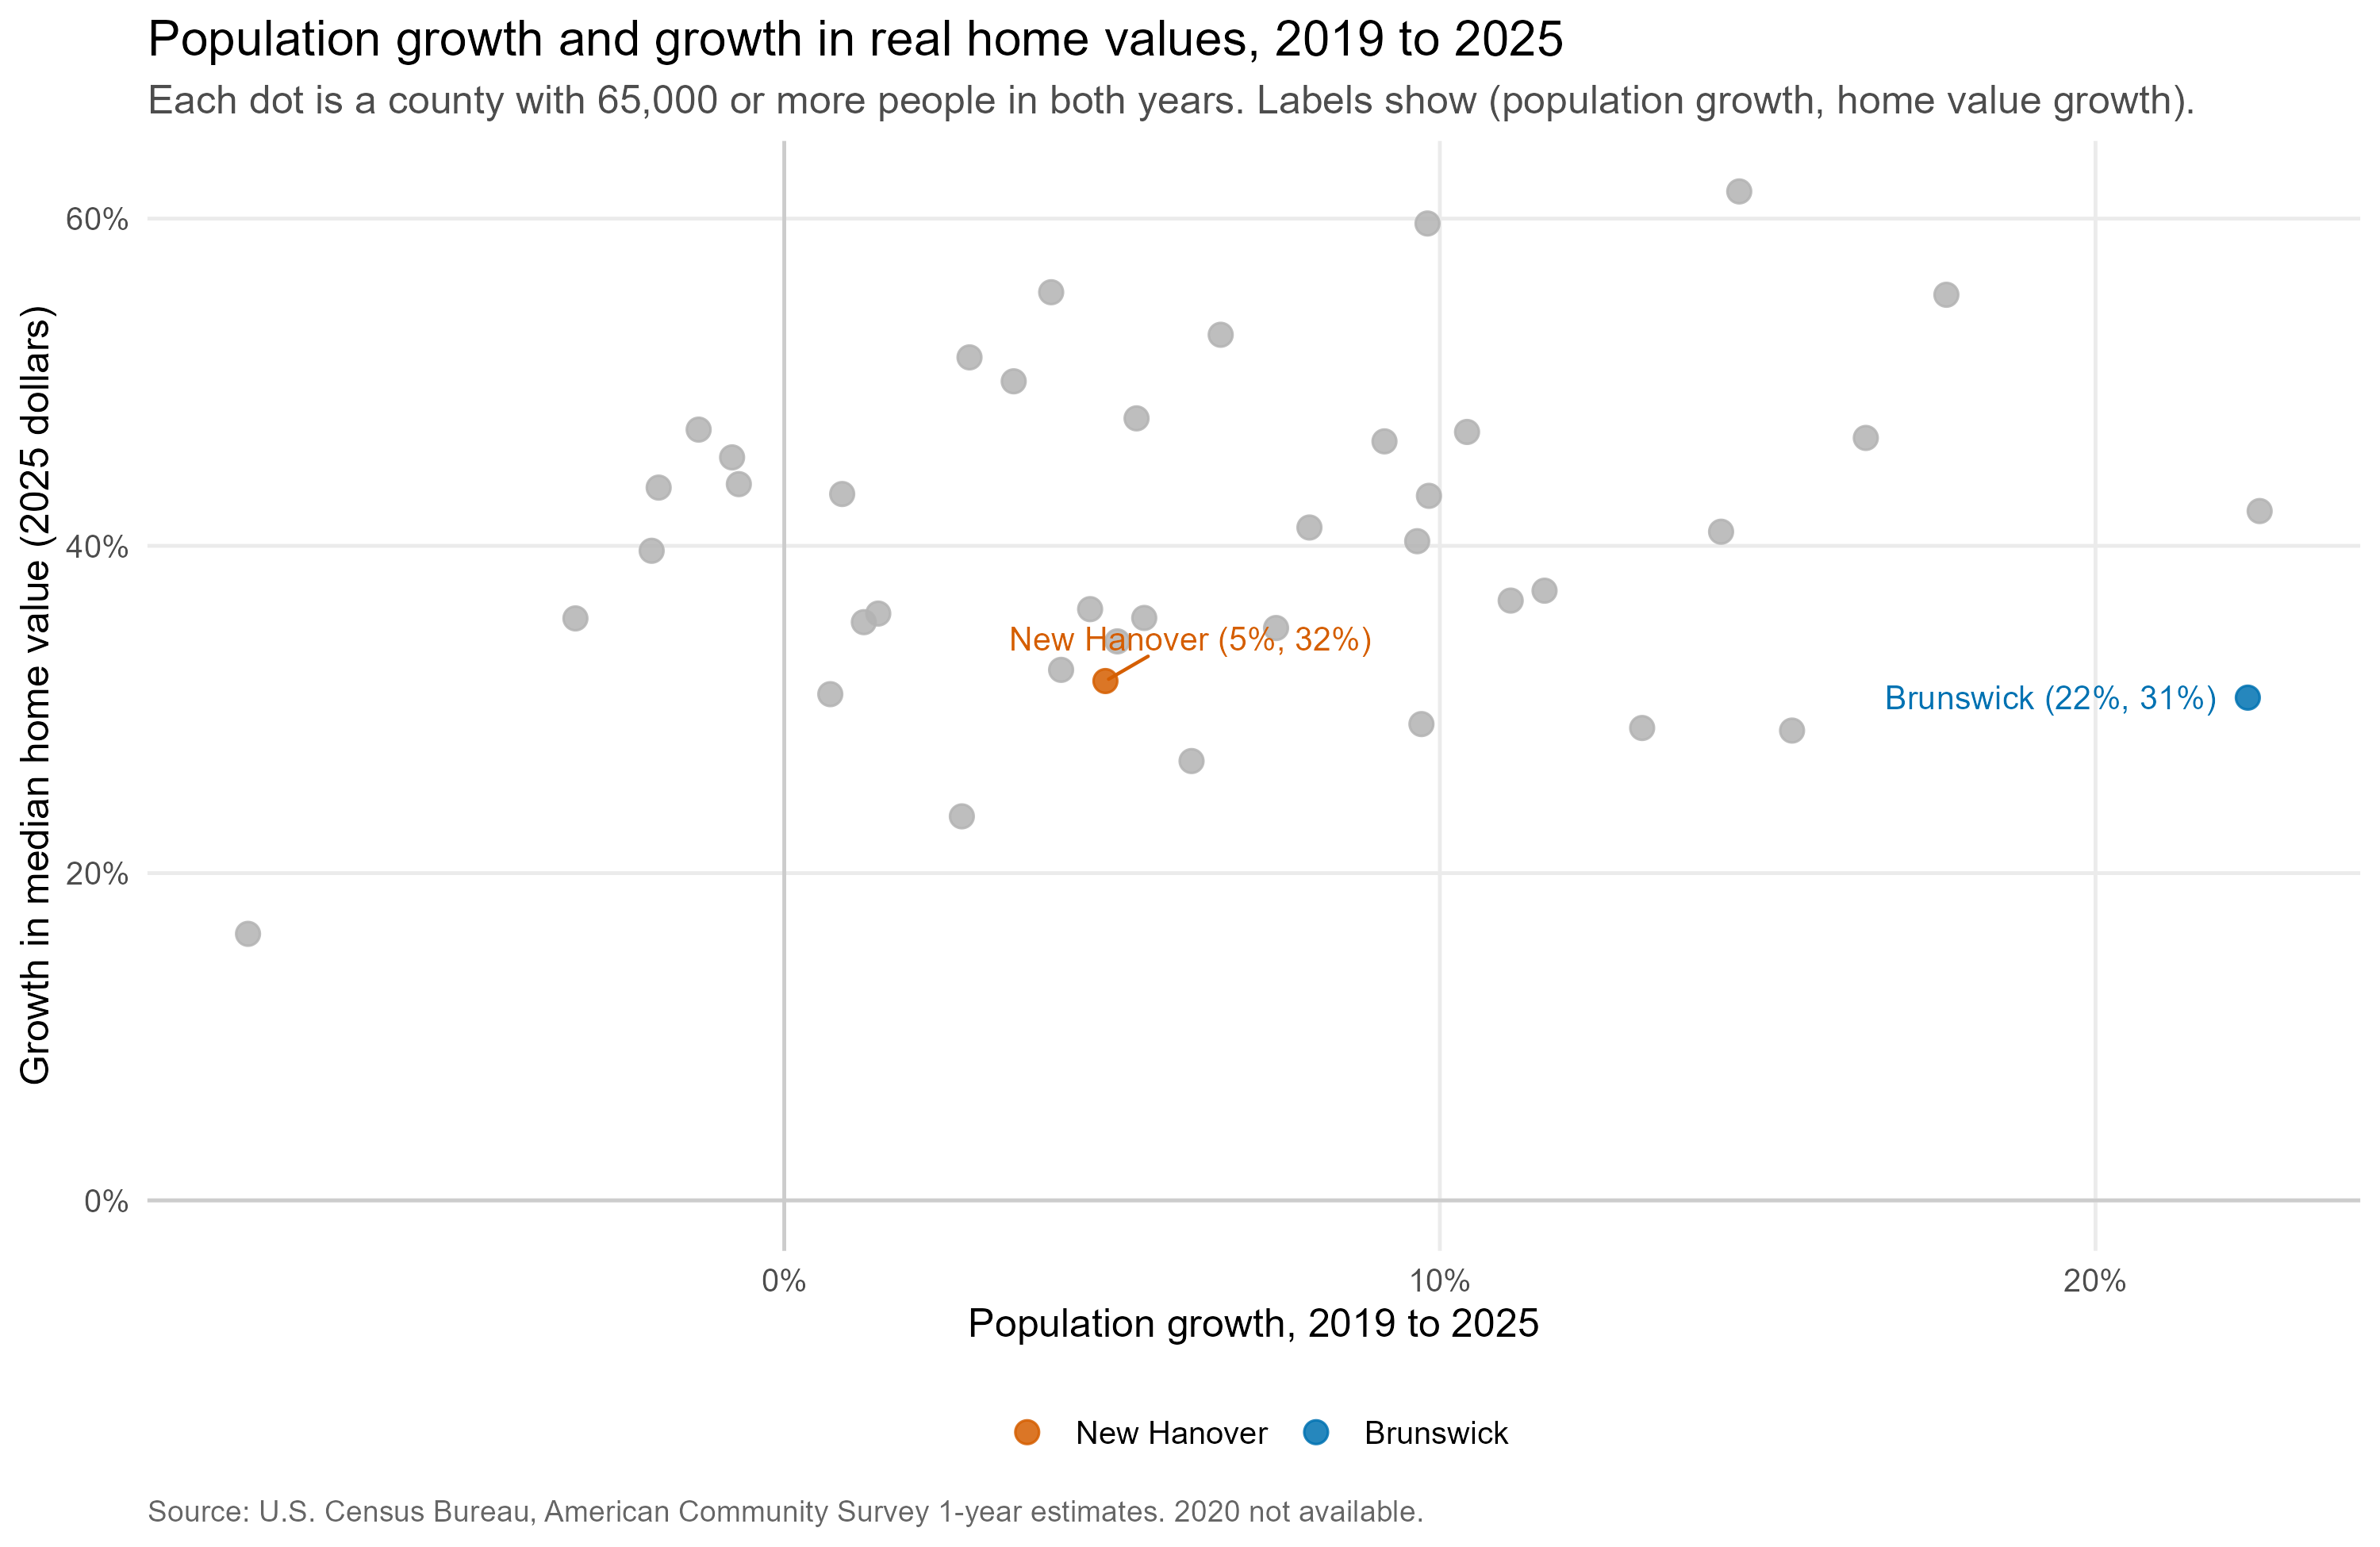 Population growth and growth in real home values, 2019 to 2025
Each dot is a county with 65,000 or more people in both years. Labels show (population growth, home value growth).
Growth in median home value (2025 dollars)
60%
40%
20%
0%
New Hanover (5%, 32%)
Brunswick (22%, 31%)
0%
10%
20%
Population growth, 2019 to 2025
New Hanover
Brunswick
Source: U.S. Census Bureau, American Community Survey 1-year estimates. 2020 not available.